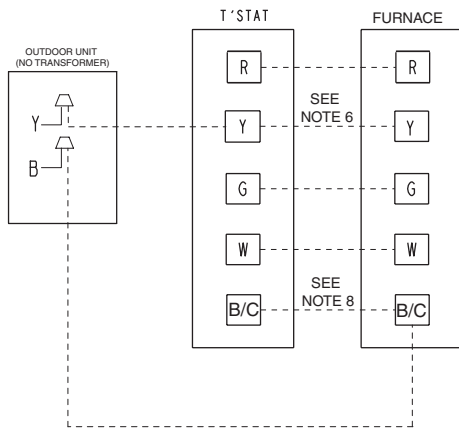 T'STAT
FURNACE
OUTDOOR UNIT
(NO TRANSFORMER)
R
R
Y
SEE
NOTE 6
Y
Y
B
G
G
W
W
SEE
NOTE 8
B/C
B/C